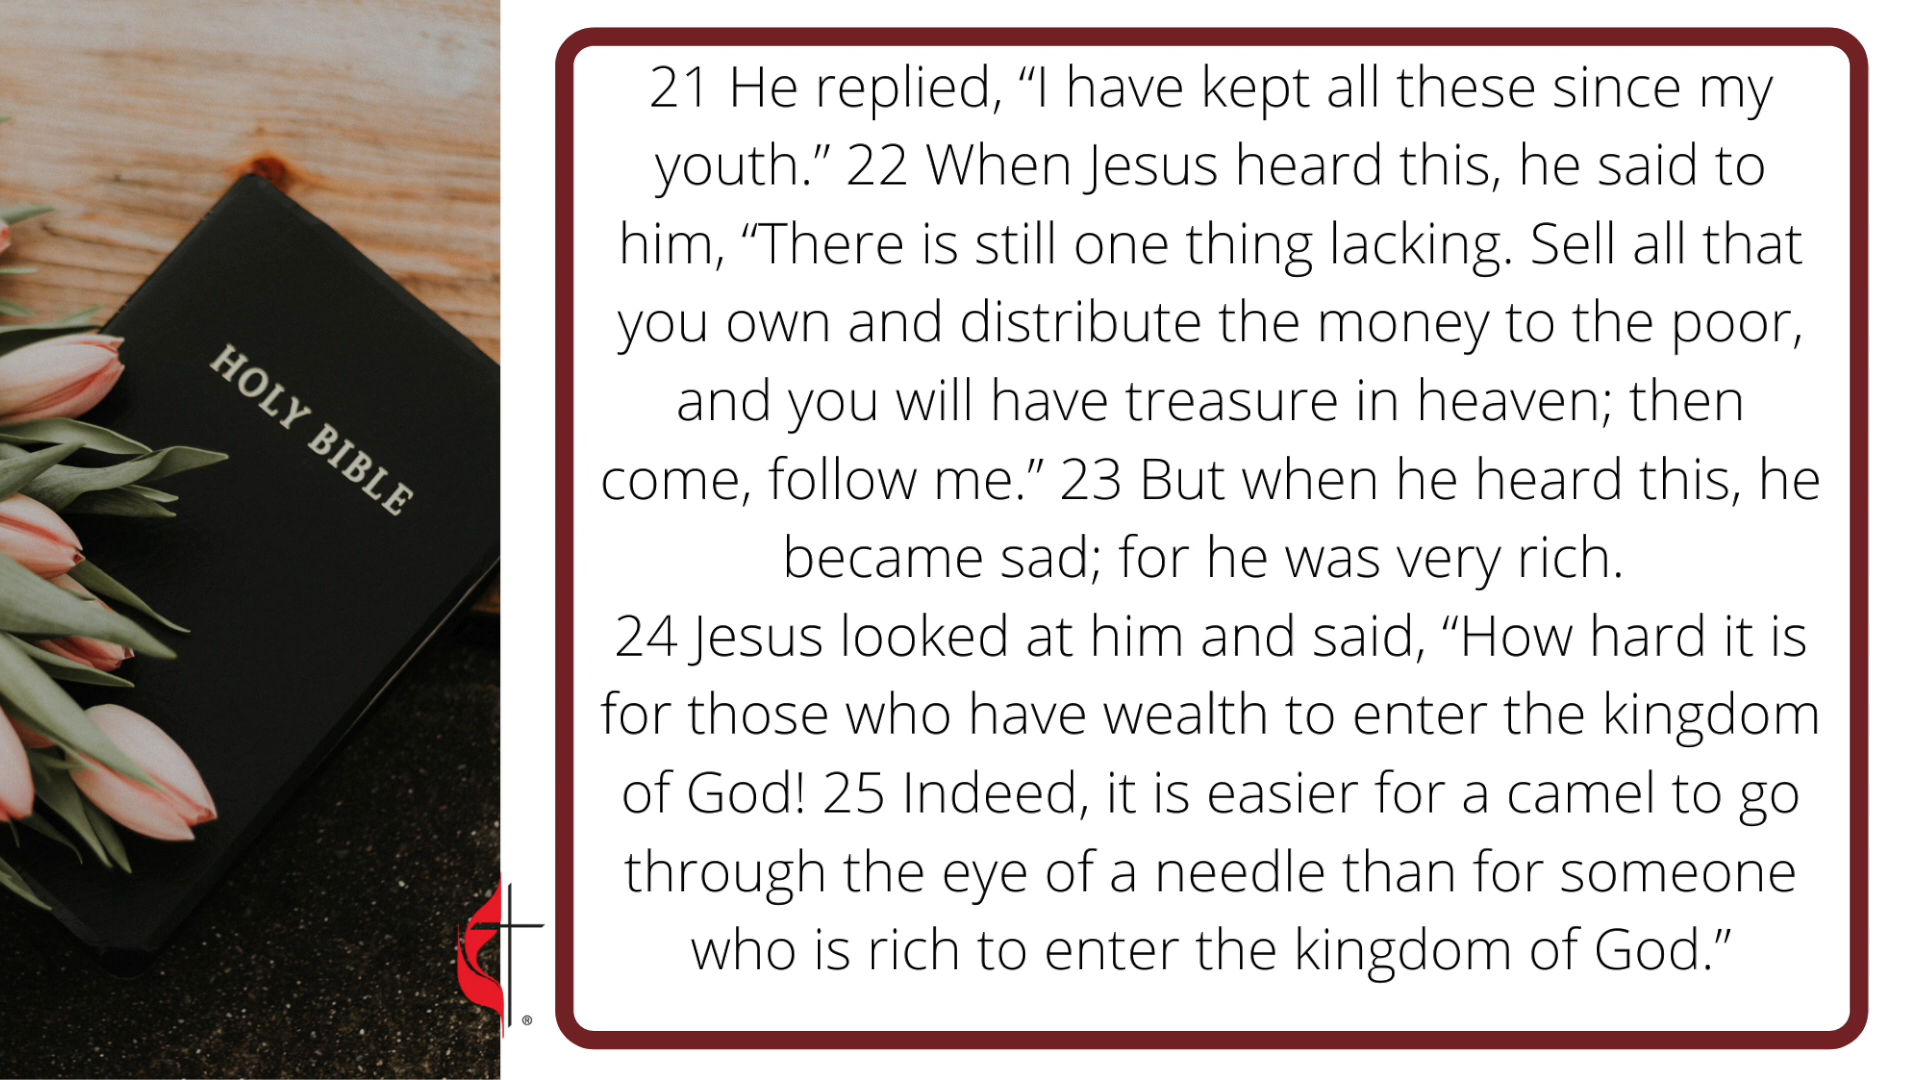 HOLY BIBLE
21 He replied, “I have kept all these since my
youth.” 22 When Jesus heard this, he said to
him, “There is still one thing lacking. Sell all that
you own and distribute the money to the poor,
and you will have treasure in heaven; then
come, follow me.” 23 But when he heard this, he
became sad; for he was very rich.
24 Jesus looked at him and said, “How hard it is
for those who have wealth to enter the kingdom
of God! 25 Indeed, it is easier for a camel to go
through the eye of a needle than for someone
who is rich to enter the kingdom of God.”
®